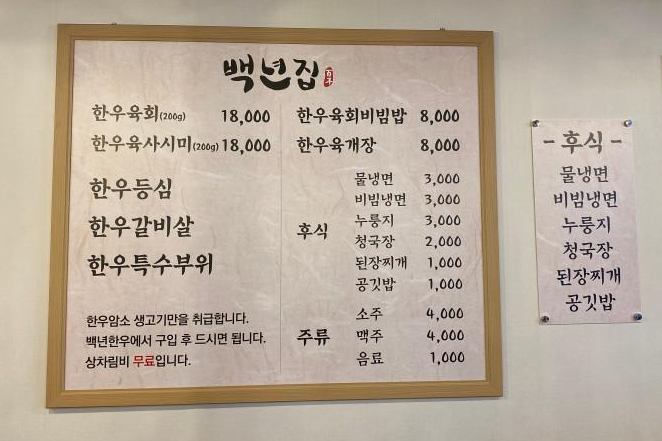 백년집
한우육회(200g) 18,000
한우육사시미(200g) 18,000
한우등심
한우갈비살
한우특수부위
한우암소 생고기만을 취급합니다.
백년한우에서 구입 후 드시면 됩니다.
상차림비 무료입니다.
한우육회비빔밥 8,000
한우육개장 8,000
후식
물냉면 3,000
비빔냉면 3,000
누룽지 3,000
청국장 2,000
된장찌개 1,000
공깃밥 1,000
주류
소주 4,000
맥주 4,000
음료 1,000
- 후식 -
물냉면
비빔냉면
누룽지
청국장
된장찌개
공깃밥